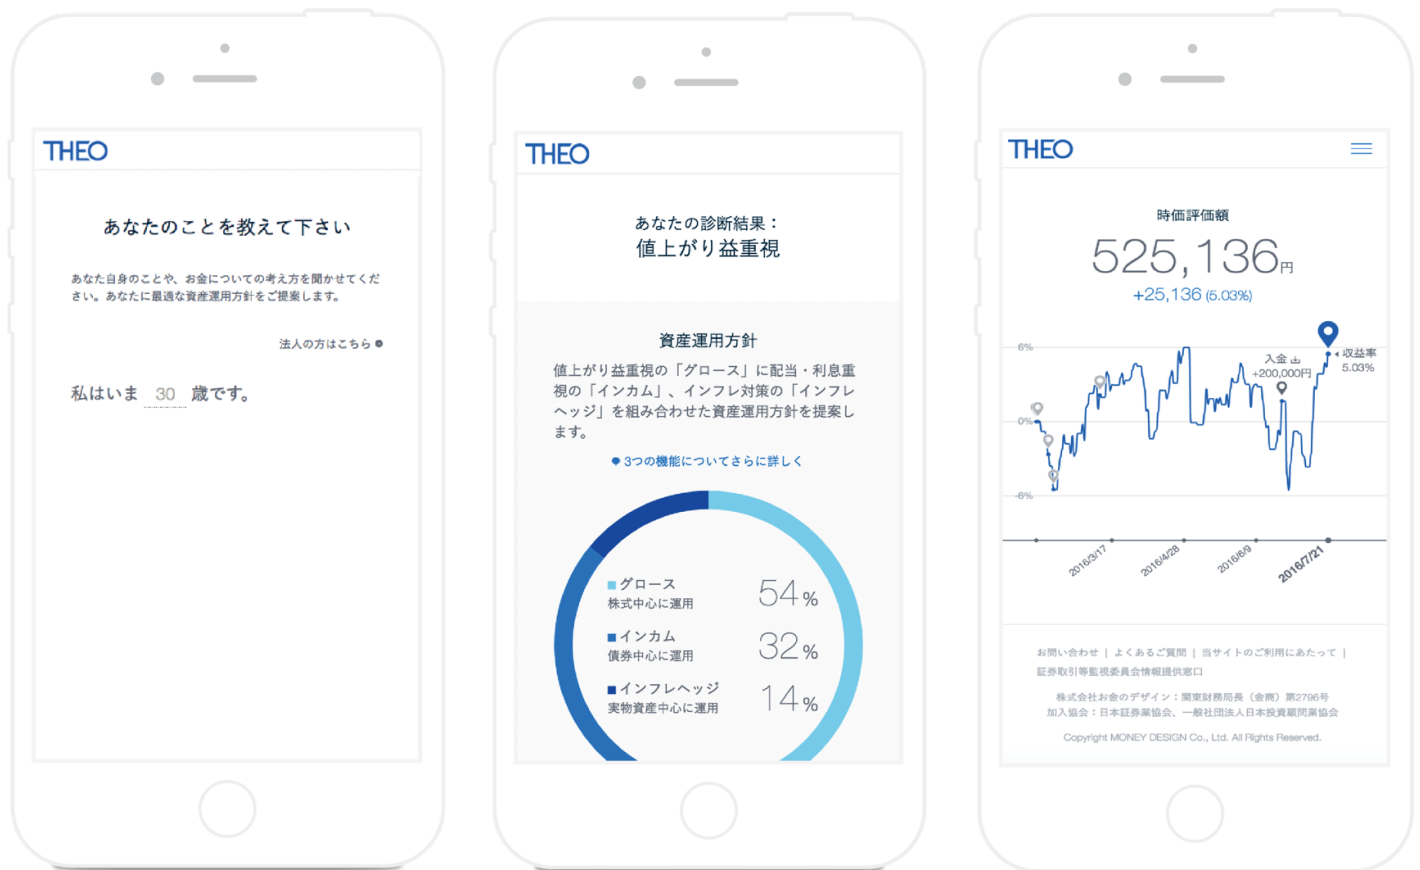 THEO
あなたのことを教えて下さい
あなた自身のことや、お金についての考え方を聞かせてくだ
さい。あなたに最適な資産運用方針をご提案します。
法人の方はこちら
私はいま 30 歳です。
THEO
あなたの診断結果：
値上がり益重視
資産運用方針
値上がり益重視の「グロース」に配当・利息重
視の「インカム」、インフレ対策の「インフレ
ヘッジ」を組み合わせた資産運用方針を提案し
ます。
3つの機能についてさらに詳しく
グロース
株式中心に運用
54%
インカム
債券中心に運用
32%
インフレヘッジ
実物資産中心に運用
14%
THEO
時価評価額
525,136円
+25,136 (5.03%)
6%
0%
-6%
入金
+200,000円
収益率
5.03%
2016/3/17
2016/4/28
2016/6/9
2016/7/21
お問い合わせ | よくあるご質問 | 当サイトのご利用にあたって |
証券取引等監視委員会情報提供窓口
株式会社お金のデザイン：関東財務局長（金商）第2796号
加入協会：日本証券業協会、一般社団法人日本投資顧問業協会
Copyright MONEY DESIGN Co., Ltd. All Rights Reserved.